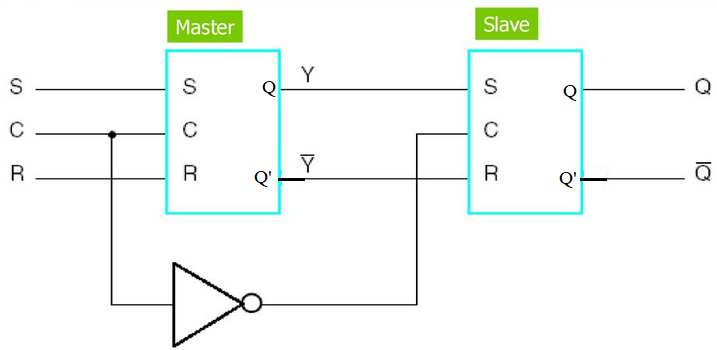 Master
Slave
S S Q Y S Q Q
C C C
R R Q' Y̅ R Q' Q̅